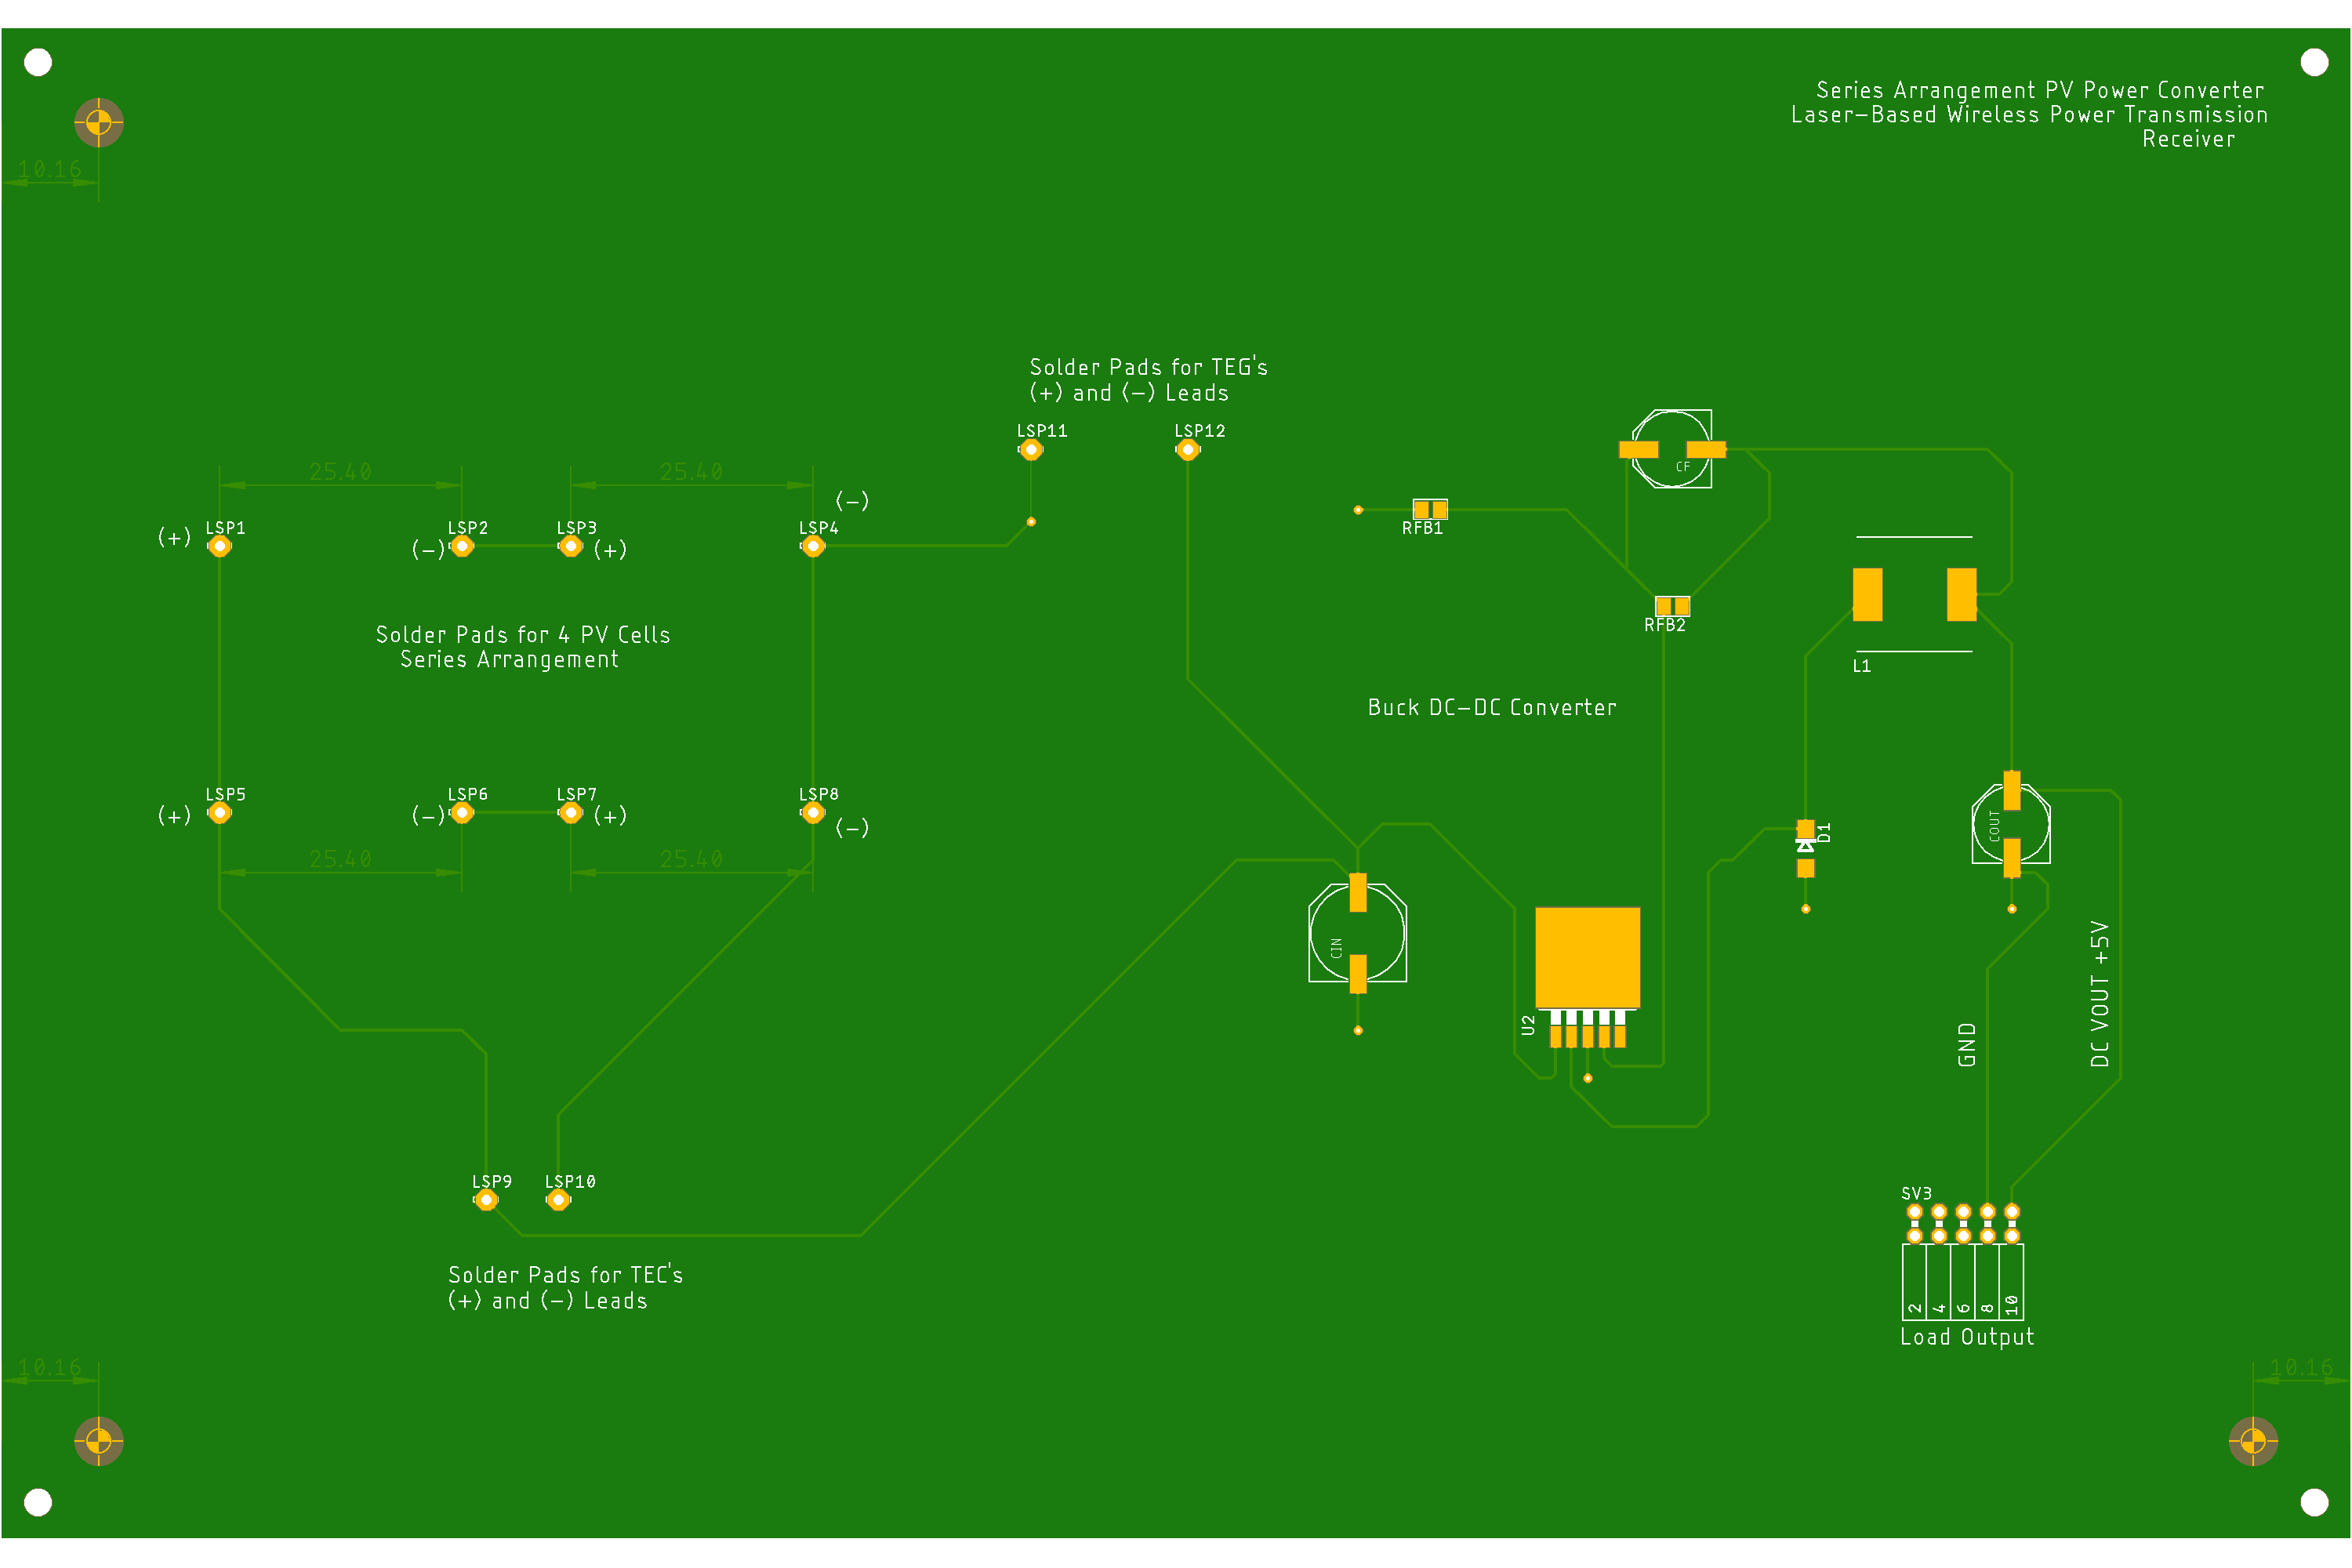 Series Arrangement PV Power Converter
Laser-Based Wireless Power Transmission
Receiver
10.16
Solder Pads for TEG's
(+) and (-) Leads
LSP11
LSP12
25.40
25.40
CF
(-)
LSP1
LSP2
LSP3
LSP4
RFB1
(+)
(-)
(+)
Solder Pads for 4 PV Cells
Series Arrangement
RFB2
L1
Buck DC-DC Converter
LSP5
LSP6
LSP7
LSP8
(+)
(-)
(+)
(-)
D1
COUT
25.40
25.40
CIN
U2
GND
DC VOUT +5V
LSP9
LSP10
SV3
Solder Pads for TEC's
(+) and (-) Leads
2
4
6
8
10
Load Output
10.16
10.16